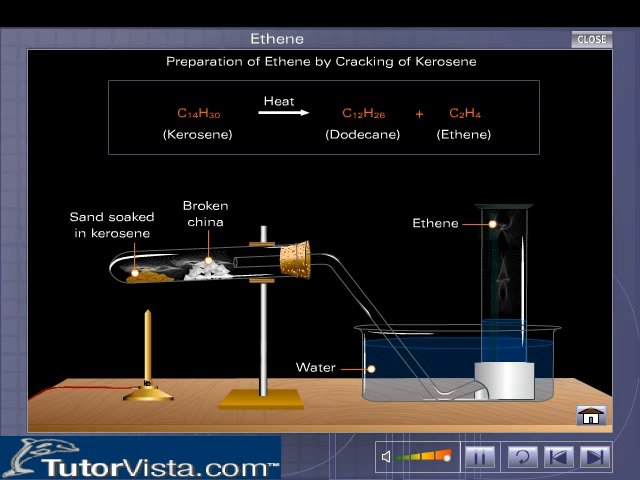 Ethene
CLOSE
Preparation of Ethene by Cracking of Kerosene
Heat
C₁₄H₃₀ C₁₂H₂₆ + C₂H₄
(Kerosene) (Dodecane) (Ethene)
Broken
china
Sand soaked
in kerosene
Ethene
Water
TutorVista.com™